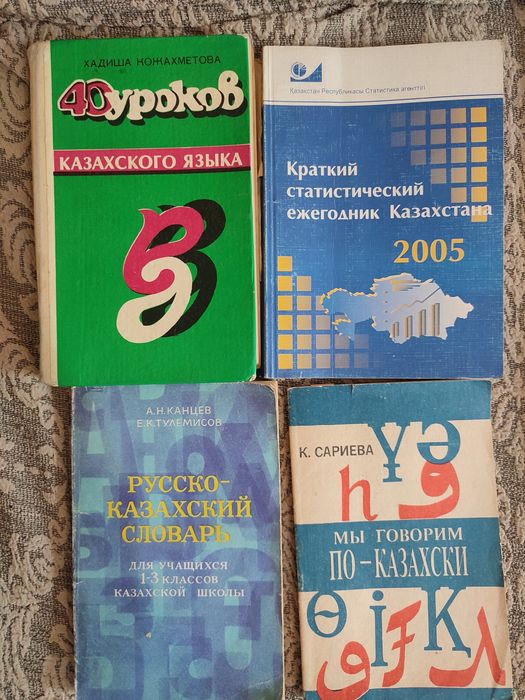 ХАДИША КОЖАХМЕТОВА
40 уроков
КАЗАХСКОГО ЯЗЫКА
Қазақстан Республикасы Статистика агенттігі
Краткий
статистический
ежегодник Казахстана
2005
А.Н.КАНЦЕВ
Е.К.ТУЛЕМИСОВ
РУССКО-
КАЗАХСКИЙ
СЛОВАРЬ
ДЛЯ УЧАЩИХСЯ
1-3 КЛАССОВ
КАЗАХСКОЙ ШКОЛЫ
К. САРИЕВА
Ұ Ә
һ
МЫ ГОВОРИМ
ПО-КАЗАХСКИ
Ө І Қ
Ғ